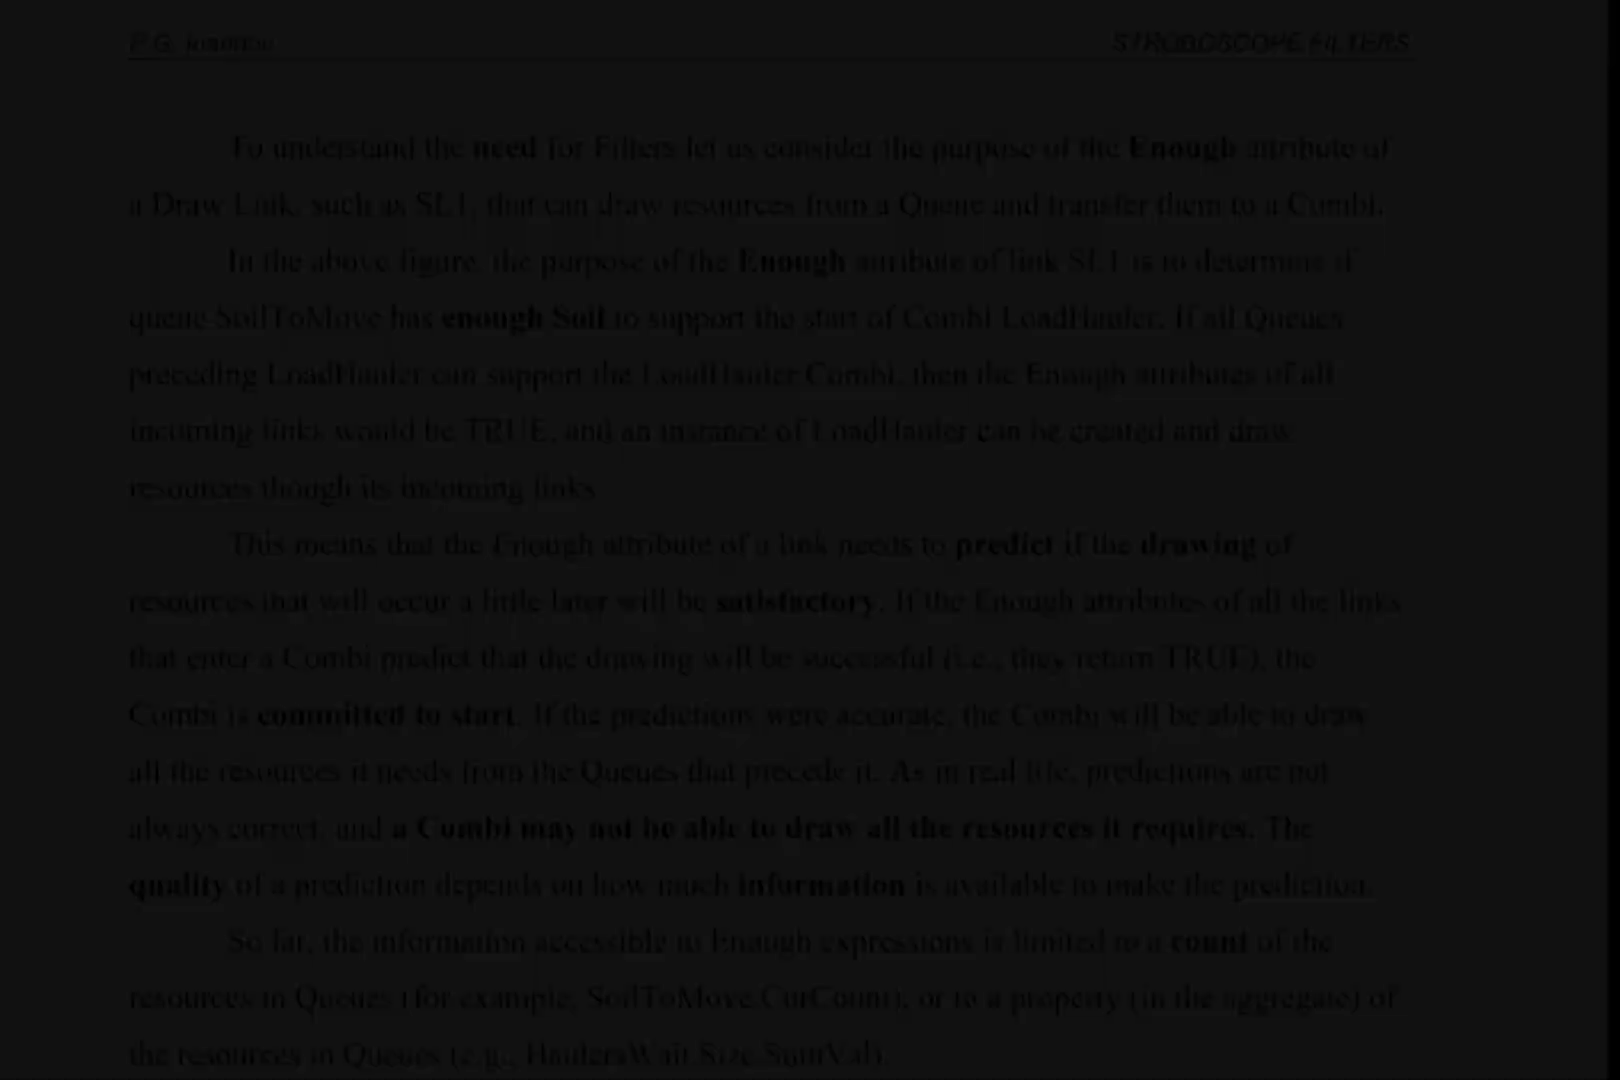 P.G. Ioannou STROBOSCOPE FILTERS
To understand the need for Filters let us consider the purpose of the Enough attribute of
a Draw Link, such as SL1, that can draw resources from a Queue and transfer them to a Combi.
In the above figure, the purpose of the Enough attribute of link SL1 is to determine if
queue SoilToMove has enough Soil to support the start of Combi LoadHauler. If all Queues
preceding LoadHauler can support the LoadHauler Combi, then the Enough attributes of all
incoming links would be TRUE, and an instance of LoadHauler can be created and draw
resources though its incoming links.
This means that the Enough attribute of a link needs to predict if the drawing of
resources that will occur a little later will be satisfactory. If the Enough attributes of all the links
that enter a Combi predict that the drawing will be successful (i.e., they return TRUE), the
Combi is committed to start. If the predictions were accurate, the Combi will be able to draw
all the resources it needs from the Queues that precede it. As in real life, predictions are not
always correct, and a Combi may not be able to draw all the resources it requires. The
quality of a prediction depends on how much information is available to make the prediction.
So far, the information accessible to Enough expressions is limited to a count of the
resources in Queues (for example, SoilToMove.CurCount), or to a property (in the aggregate) of
the resources in Queues (e.g., HaulersWait.Size.SumVal).